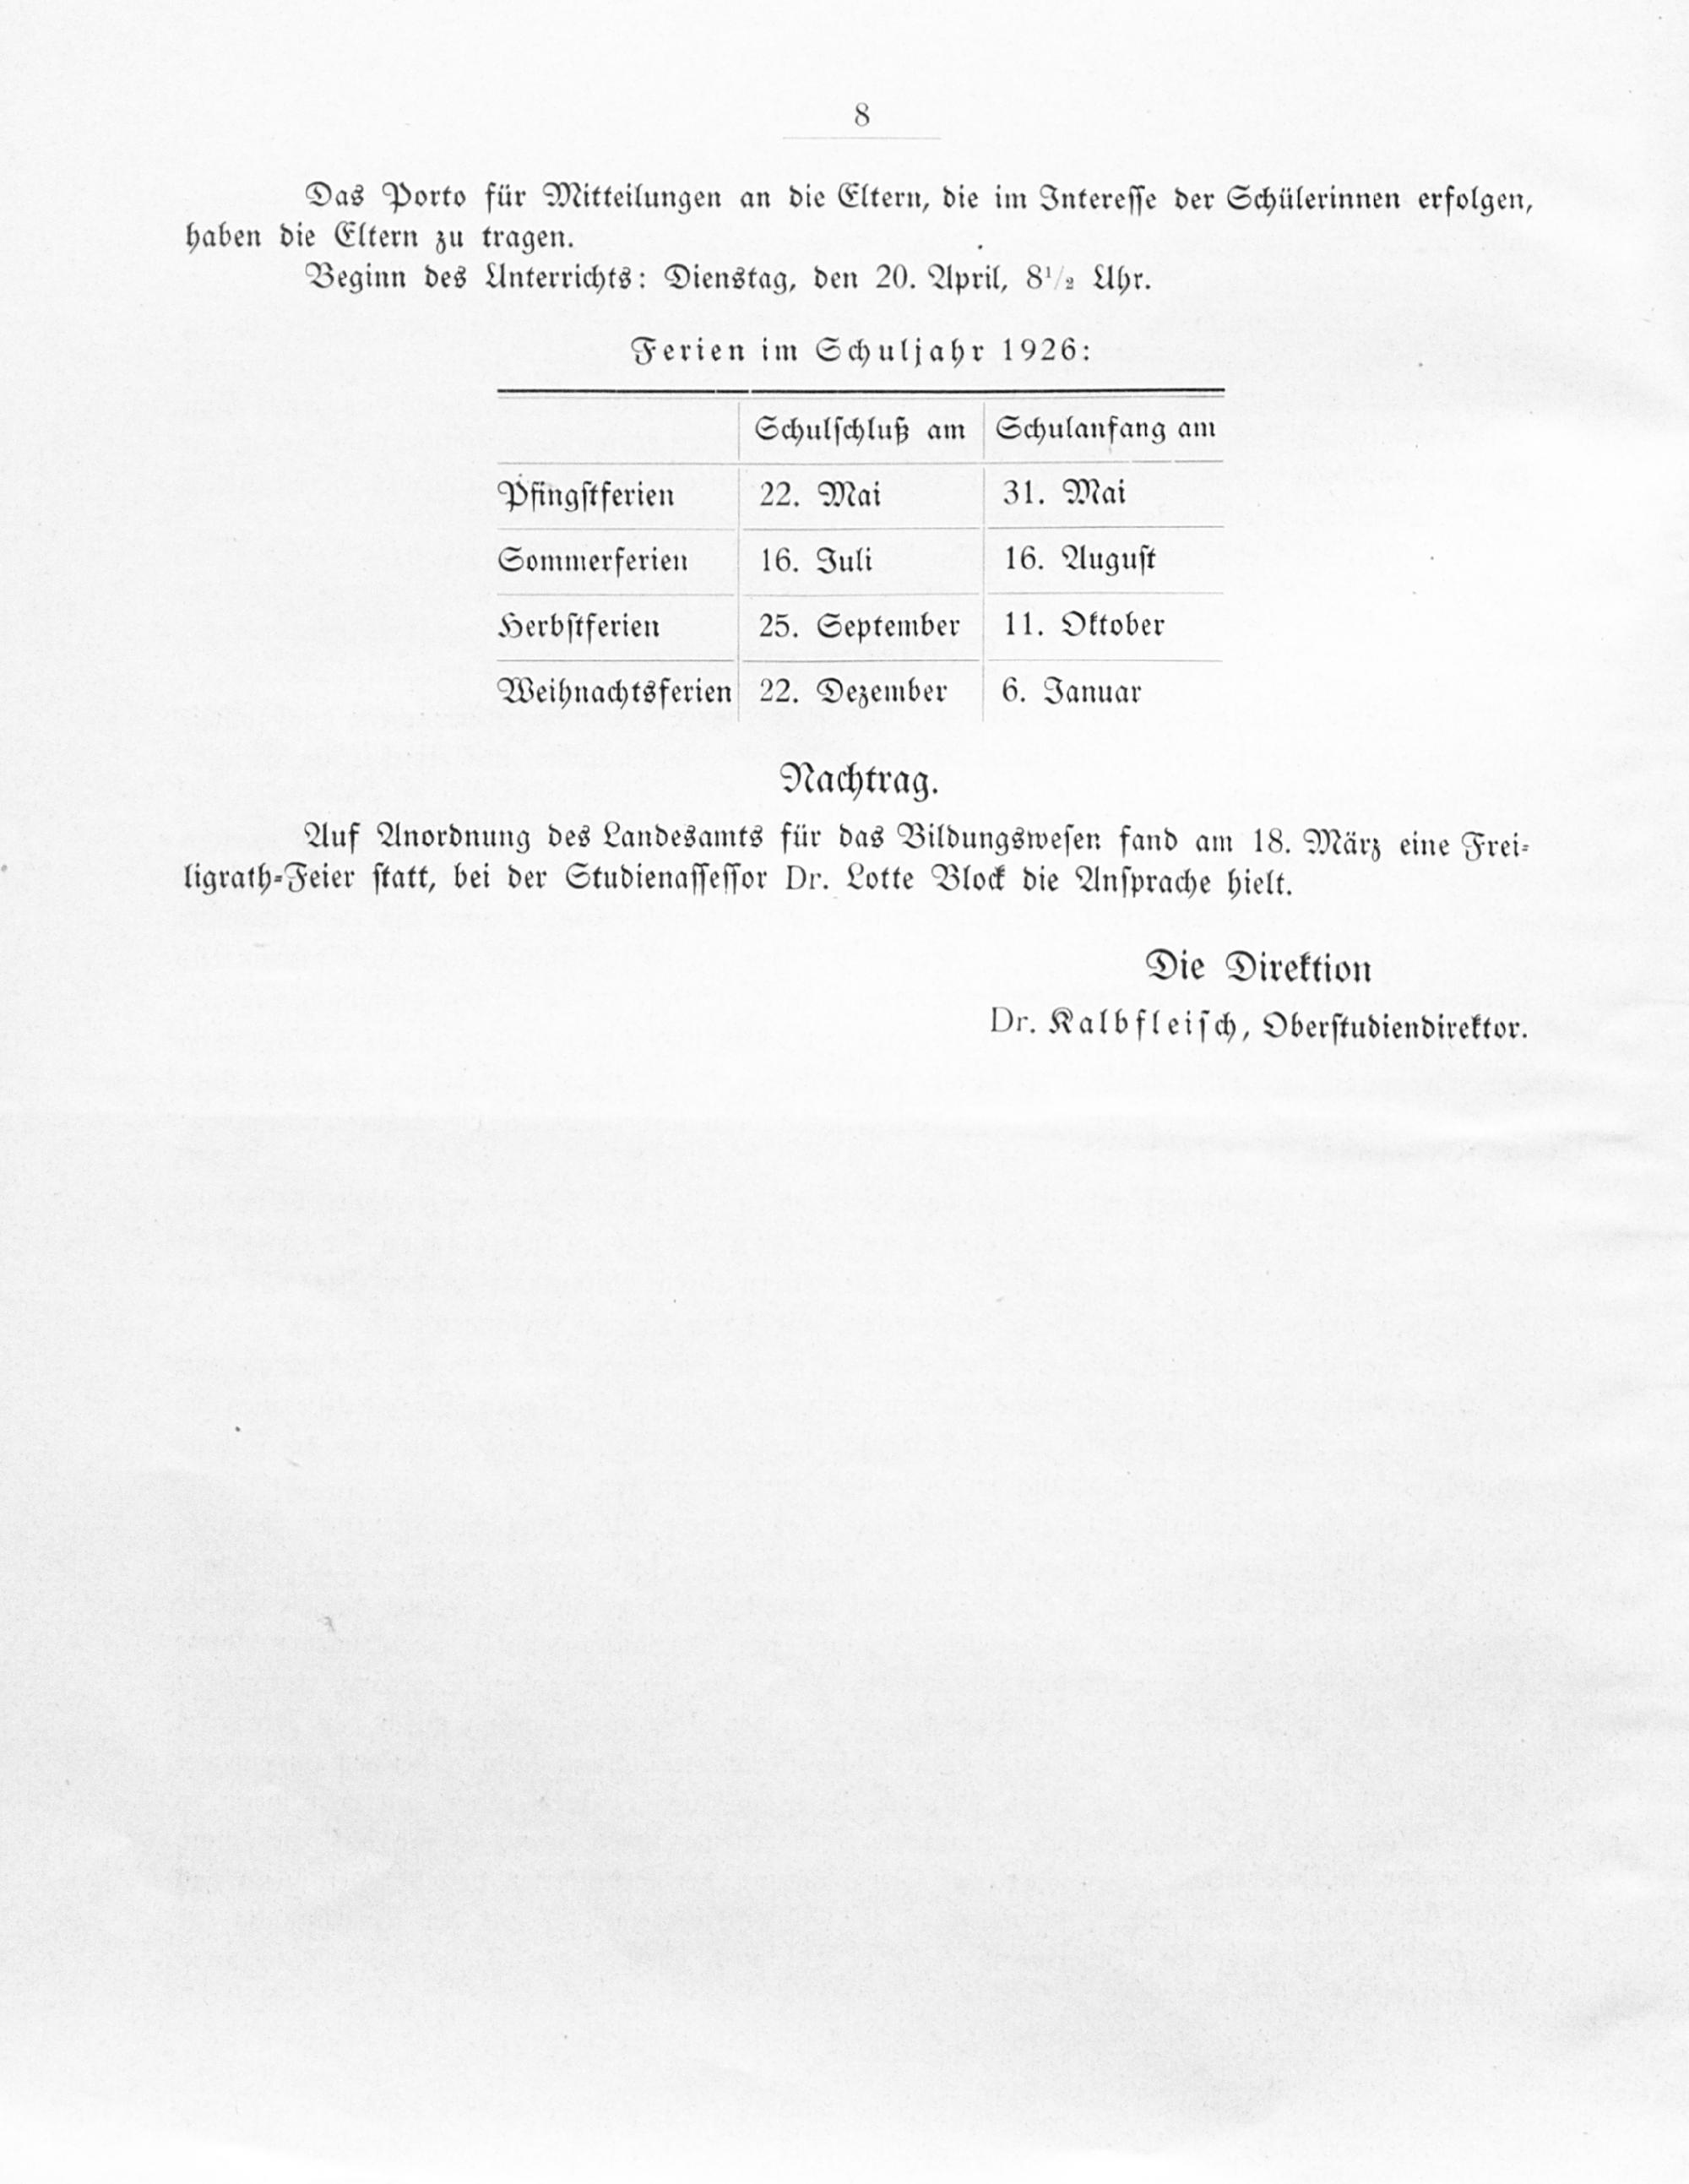 8
Das Porto für Mitteilungen an die Eltern, die im Interesse der Schülerinnen erfolgen,
haben die Eltern zu tragen.
Beginn des Unterrichts: Dienstag, den 20. April, 8¹/₂ Uhr.
Ferien im Schuljahr 1926:
Schulschluß am Schulanfang am
Pfingstferien 22. Mai 31. Mai
Sommerferien 16. Juli 16. August
Herbstferien 25. September 11. Oktober
Weihnachtsferien 22. Dezember 6. Januar
Nachtrag.
Auf Anordnung des Landesamts für das Bildungswesen fand am 18. März eine Frei-
ligrath-Feier statt, bei der Studienassessor Dr. Lotte Block die Ansprache hielt.
Die Direktion
Dr. Kalbfleisch, Oberstudiendirektor.